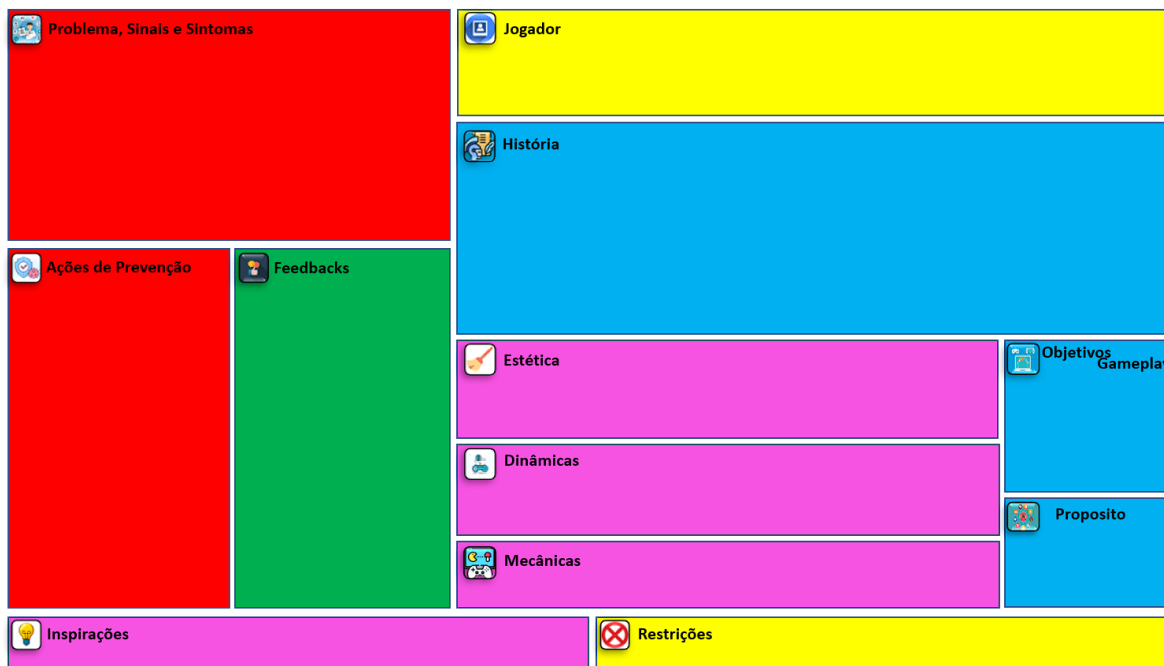 Problema, Sinais e Sintomas
Jogador
História
Ações de Prevenção
Feedbacks
Estética
Objetivos
Dinâmicas
Proposito
Mecânicas
Inspirações
Restrições